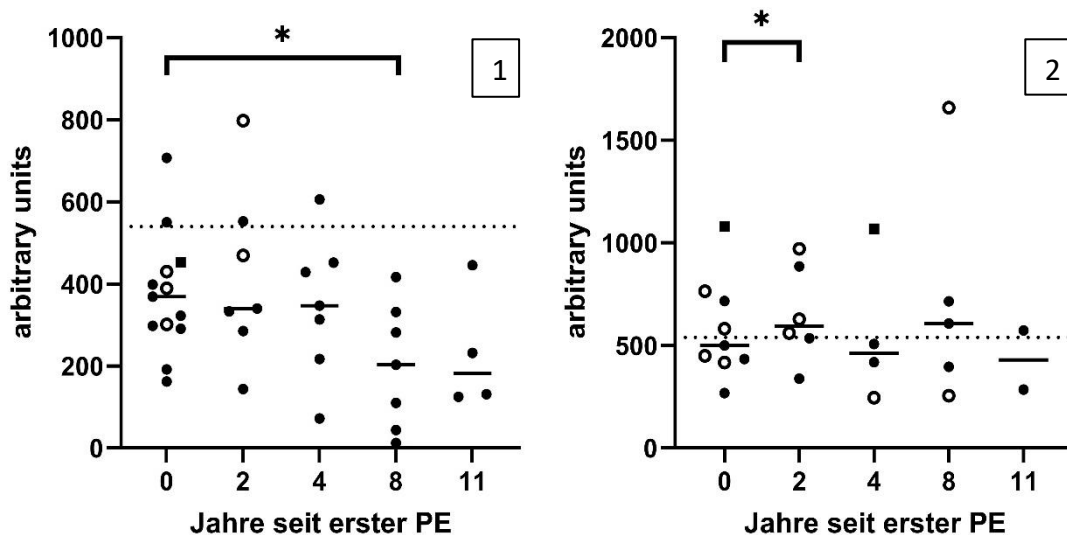 *
1
1000
800
600
400
200
0
arbitrary units
0 2 4 8 11
Jahre seit erster PE
*
2
2000
1500
1000
500
0
arbitrary units
0 2 4 8 11
Jahre seit erster PE